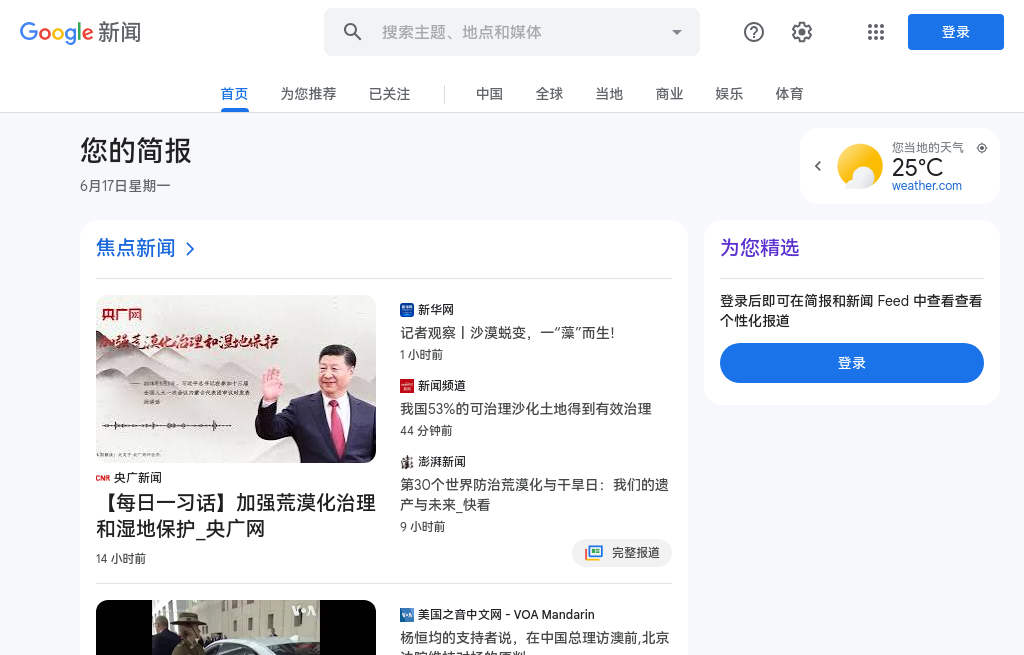 Google 新闻
搜索主题、地点和媒体
登录
首页
为您推荐
已关注
中国
全球
当地
商业
娱乐
体育
您的简报
6月17日星期一
您当地的天气
25°C
weather.com
焦点新闻
央广网
加强荒漠化治理和湿地保护
CNR 央广新闻
【每日一习话】加强荒漠化治理
和湿地保护_央广网
14 小时前
新华网
记者观察丨沙漠蜕变，一“藻”而生！
1 小时前
新闻频道
我国53%的可治理沙化土地得到有效治理
44 分钟前
澎湃新闻
第30个世界防治荒漠化与干旱日：我们的遗
产与未来_快看
9 小时前
完整报道
VOA
美国之音中文网 - VOA Mandarin
杨恒均的支持者说，在中国总理访澳前,北京
为您精选
登录后即可在简报和新闻 Feed 中查看查看
个性化报道
登录